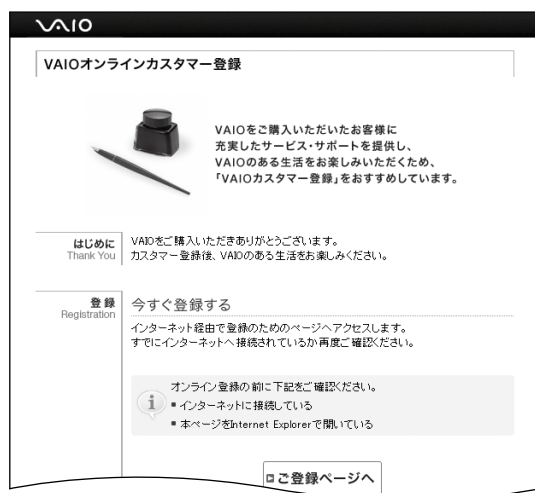 VAIO
VAIOオンラインカスタマー登録
VAIOをご購入いただいたお客様に
充実したサービス・サポートを提供し、
VAIOのある生活をお楽しみいただくため、
「VAIOカスタマー登録」をおすすめしています。
はじめに
Thank You
VAIOをご購入いただきありがとうございます。
カスタマー登録後、VAIOのある生活をお楽しみください。
登録
Registration
今すぐ登録する
インターネット経由で登録のためのページへアクセスします。
すでにインターネットへ接続されているか再度ご確認ください。
オンライン登録の前に下記をご確認ください。
■ インターネットに接続している
■ 本ページをInternet Explorerで開いている
ご登録ページへ